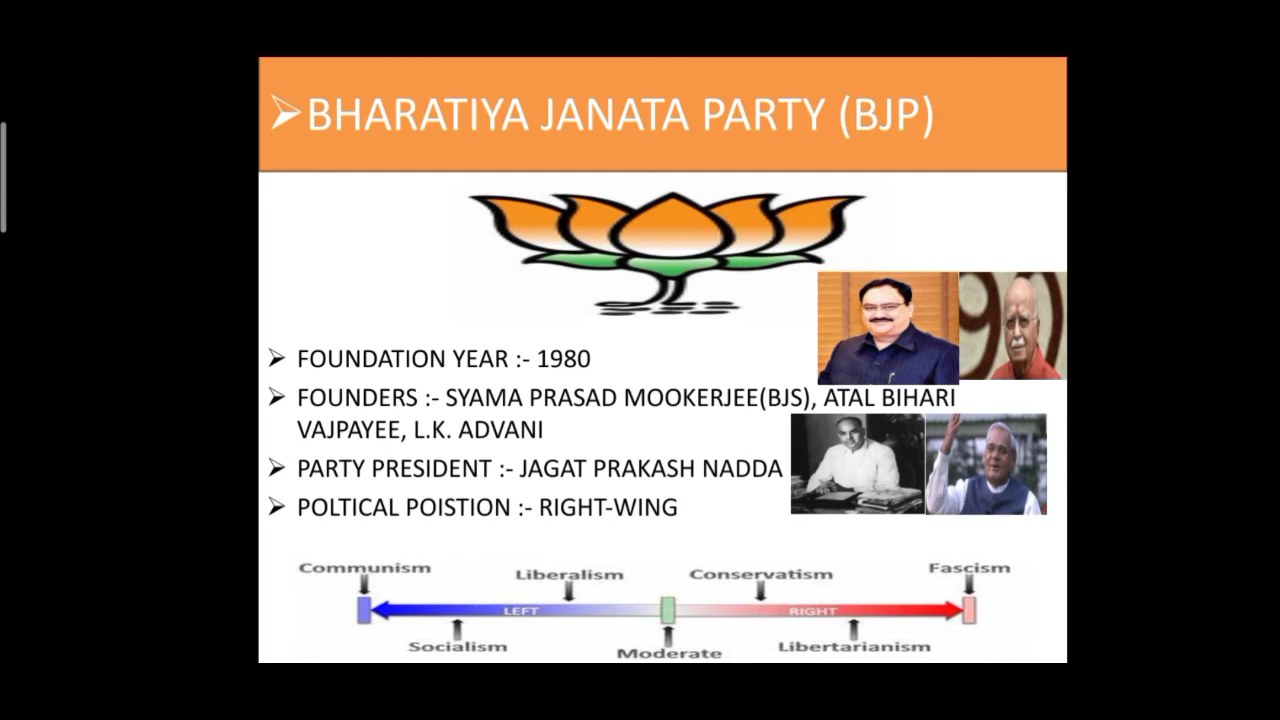 ➢BHARATIYA JANATA PARTY (BJP)
90
➢ FOUNDATION YEAR :- 1980
➢ FOUNDERS :- SYAMA PRASAD MOOKERJEE(BJS), ATAL BIHARI
VAJPAYEE, L.K. ADVANI
➢ PARTY PRESIDENT :- JAGAT PRAKASH NADDA
➢ POLTICAL POISTION :- RIGHT-WING
Communism Liberalism Conservatism Fascism
LEFT RIGHT
Socialism Moderate Libertarianism